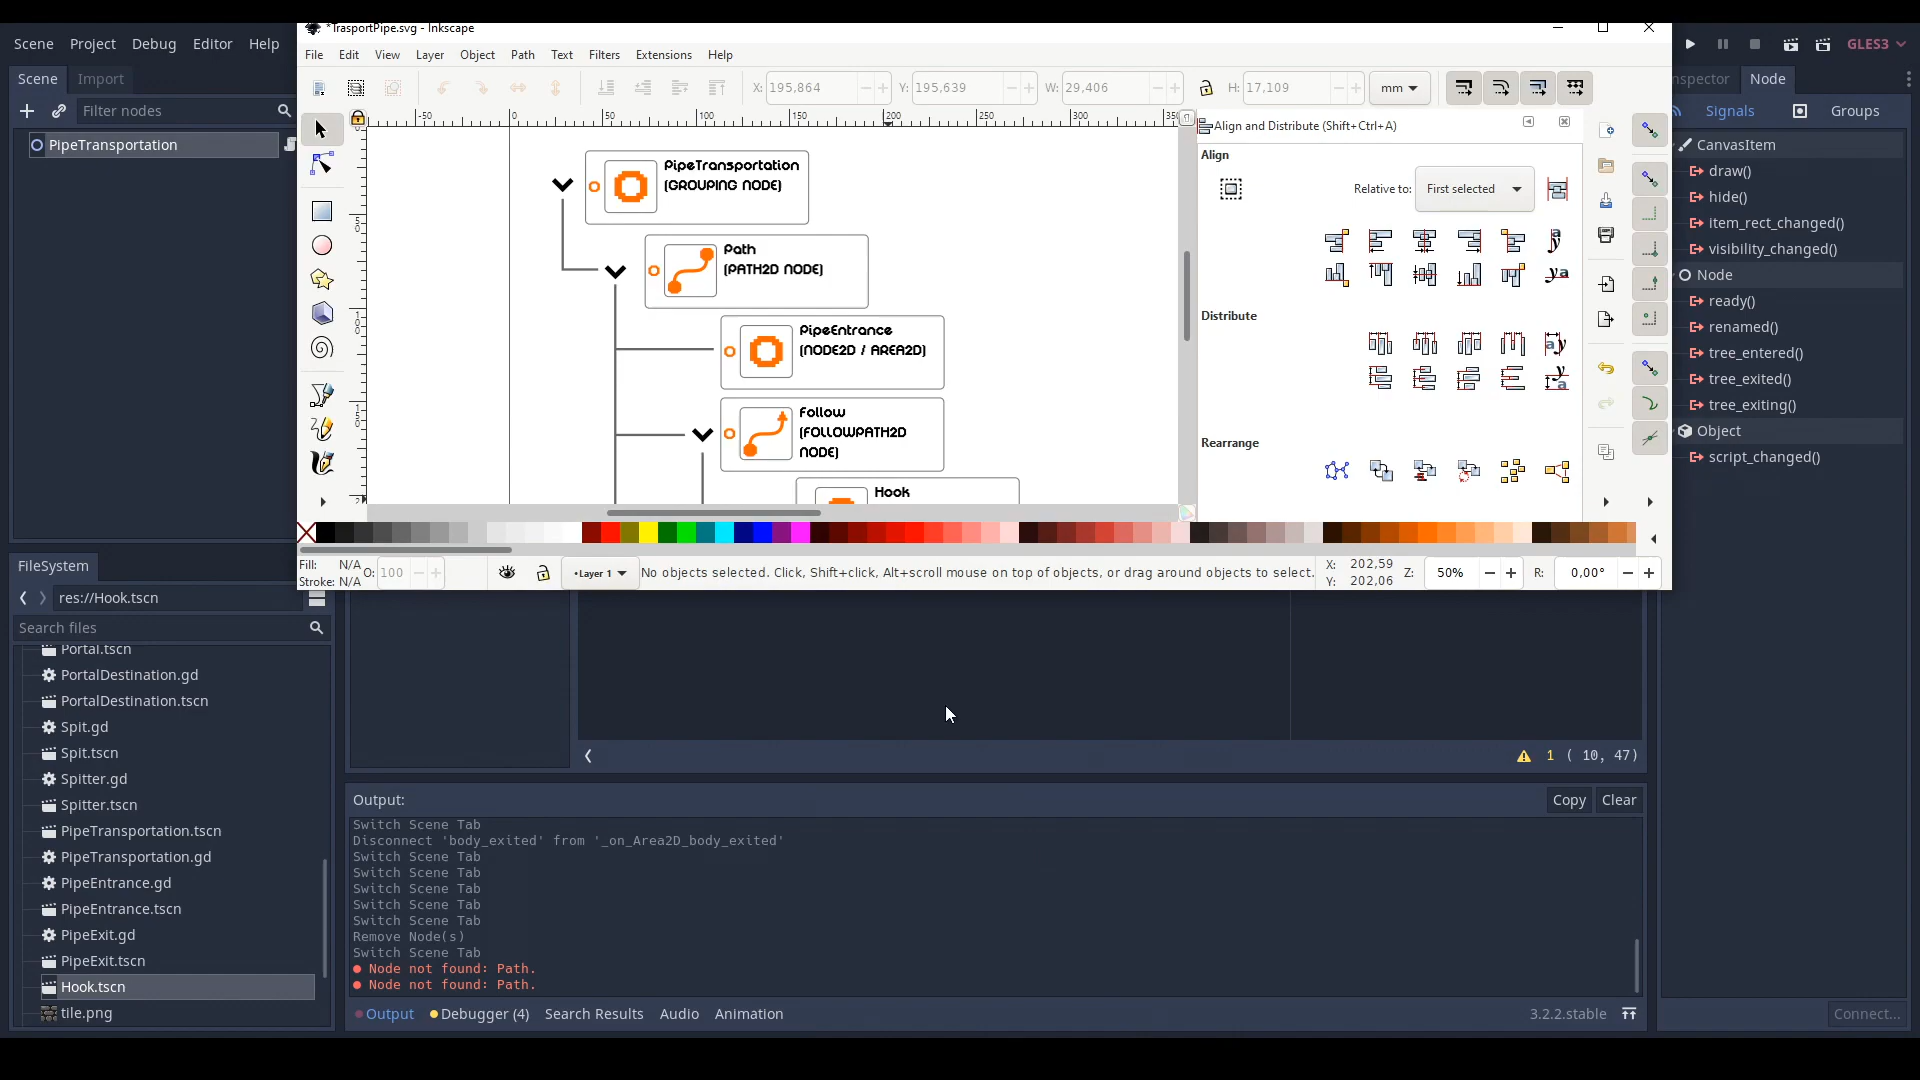 *TrasportPipe.svg - Inkscape
Scene Project Debug Editor Help
File Edit View Layer Object Path Text Filters Extensions Help
GLES3
Scene Import
X: 195,864 Y: 195,639 W: 29,406 H: 17,109 mm
Node
Filter nodes
Signals Groups
PipeTransportation
-50 0 50 100 150 200 250 300
Align and Distribute (Shift+Ctrl+A)
Align
Relative to: First selected
Distribute
Rearrange
PipeTransportation
(GROUPING NODE)
Path
(PATH2D NODE)
PipeEntrance
(NODE2D / AREA2D)
Follow
(FOLLOWPATH2D
NODE)
Hook
CanvasItem
draw()
hide()
item_rect_changed()
visibility_changed()
Node
ready()
renamed()
tree_entered()
tree_exited()
tree_exiting()
Object
script_changed()
Fill: N/A
Stroke: N/A
O: 100
•Layer 1
No objects selected. Click, Shift+click, Alt+scroll mouse on top of objects, or drag around objects to select.
X: 202,59
Y: 202,06
Z: 50% R: 0,00°
FileSystem
res://Hook.tscn
Search files
Portal.tscn
PortalDestination.gd
PortalDestination.tscn
Spit.gd
Spit.tscn
Spitter.gd
Spitter.tscn
PipeTransportation.tscn
PipeTransportation.gd
PipeEntrance.gd
PipeEntrance.tscn
PipeExit.gd
PipeExit.tscn
Hook.tscn
tile.png
1 ( 10, 47)
Output: Copy Clear
Switch Scene Tab
Disconnect 'body_exited' from '_on_Area2D_body_exited'
Switch Scene Tab
Switch Scene Tab
Switch Scene Tab
Switch Scene Tab
Switch Scene Tab
Remove Node(s)
Switch Scene Tab
Node not found: Path.
Node not found: Path.
Output Debugger (4) Search Results Audio Animation 3.2.2.stable
Connect...